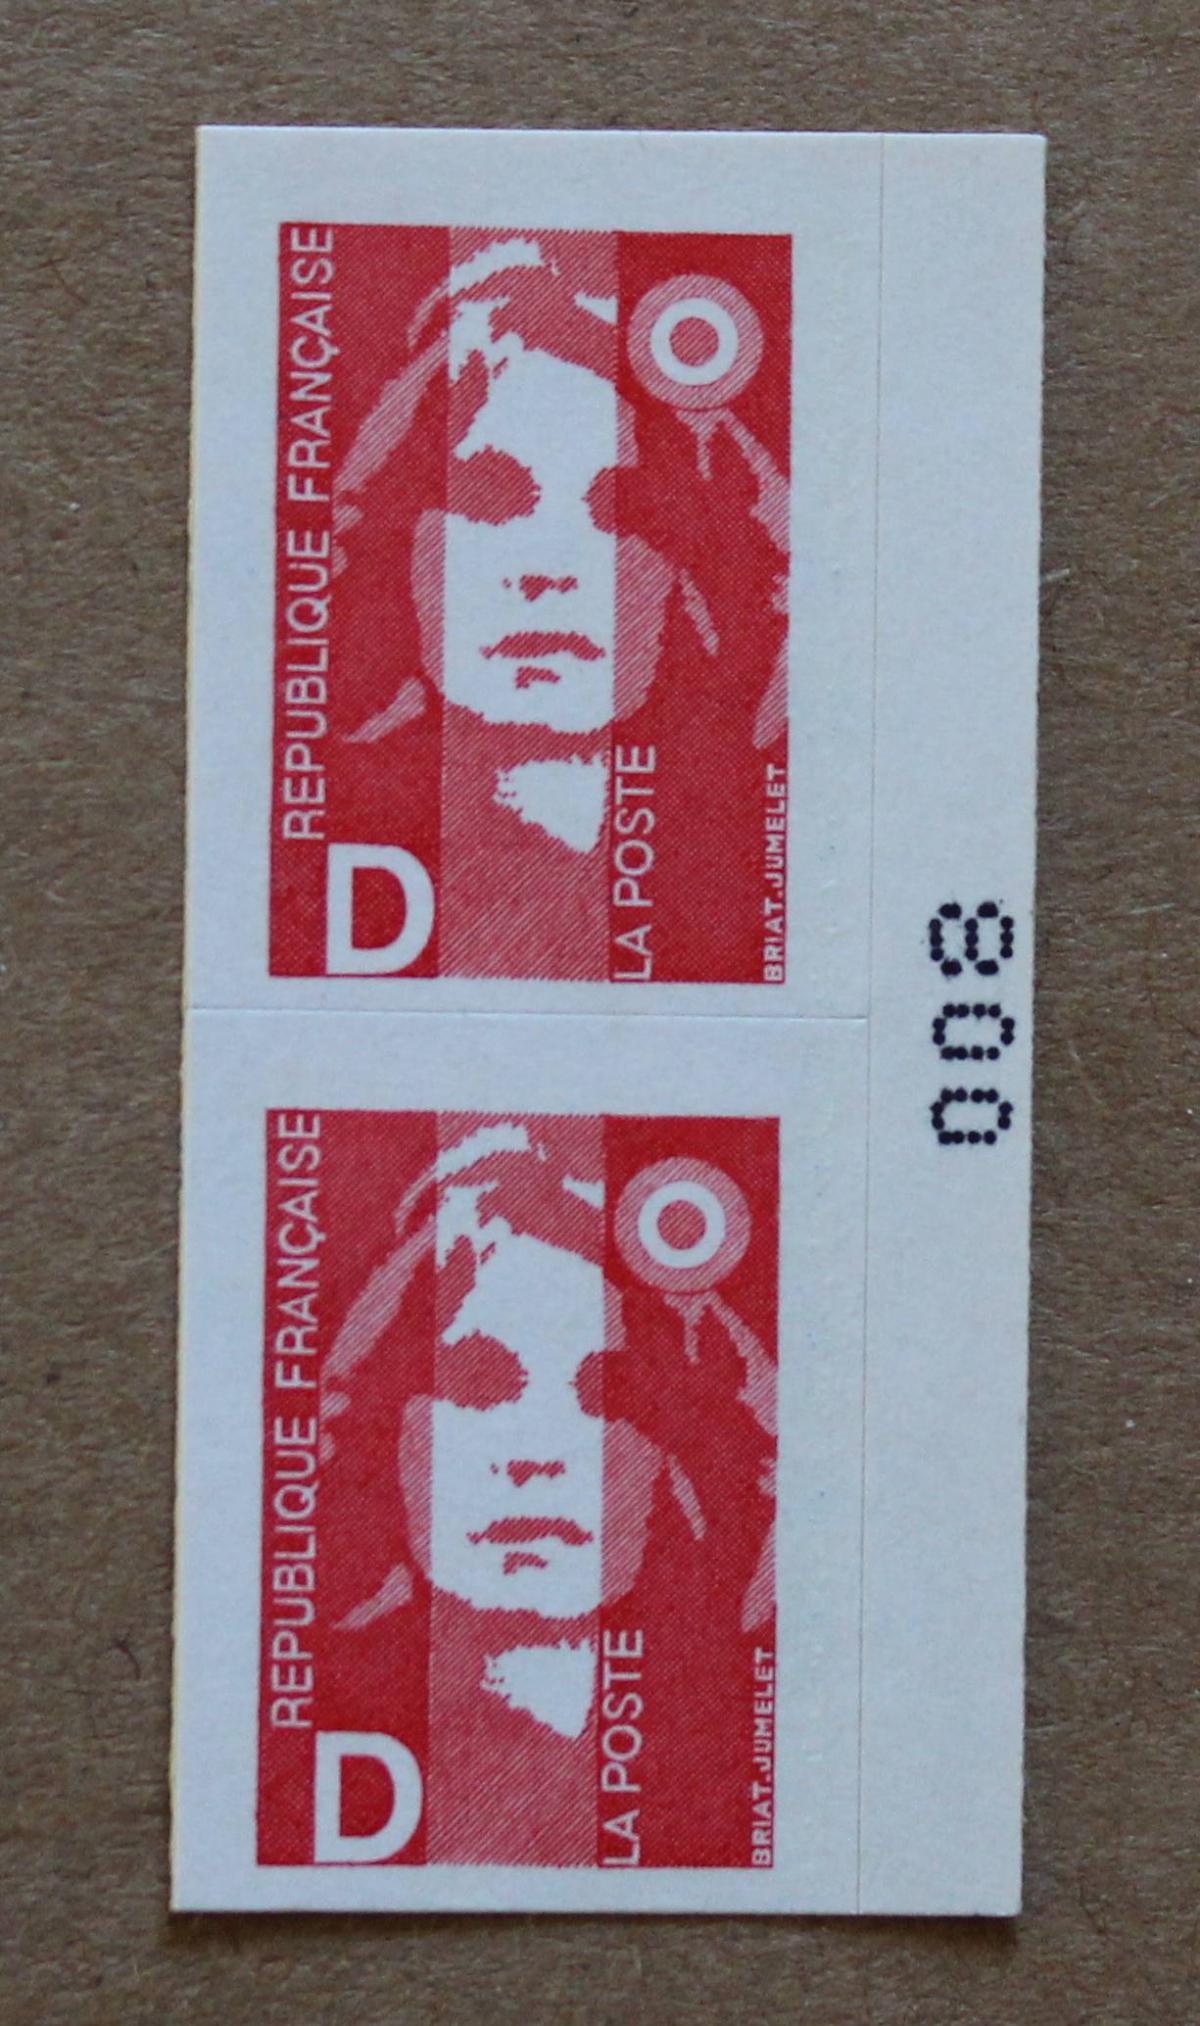 REPUBLIQUE FRANÇAISE
D
LA POSTE
BRIAT.JUMELET
REPUBLIQUE FRANÇAISE
D
LA POSTE
BRIAT.JUMELET
008